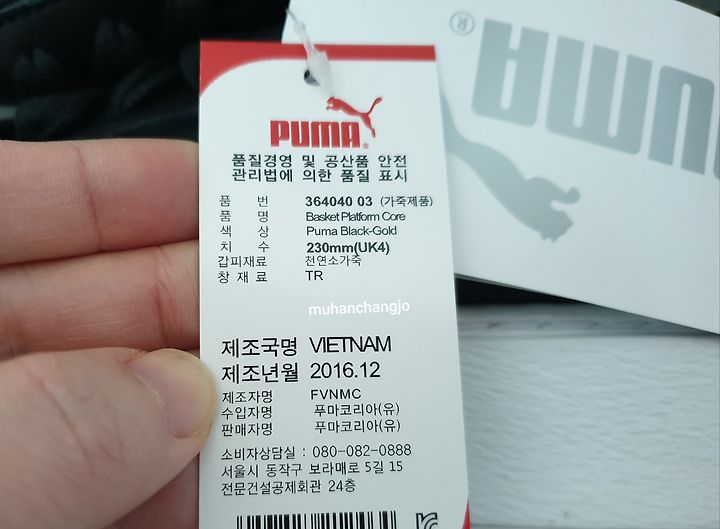 PUMA®
품질경영 및 공산품 안전
관리법에 의한 품질 표시
품 번 364040 03 (가죽제품)
품 명 Basket Platform Core
색 상 Puma Black-Gold
치 수 230mm(UK4)
갑피재료 천연소가죽
창 재 료 TR
muhanchangjo
제조국명 VIETNAM
제조년월 2016.12
제조자명 FVNMC
수입자명 푸마코리아(유)
판매자명 푸마코리아(유)
소비자상담실 : 080-082-0888
서울시 동작구 보라매로 5길 15
전문건설공제회관 24층
PUMA®